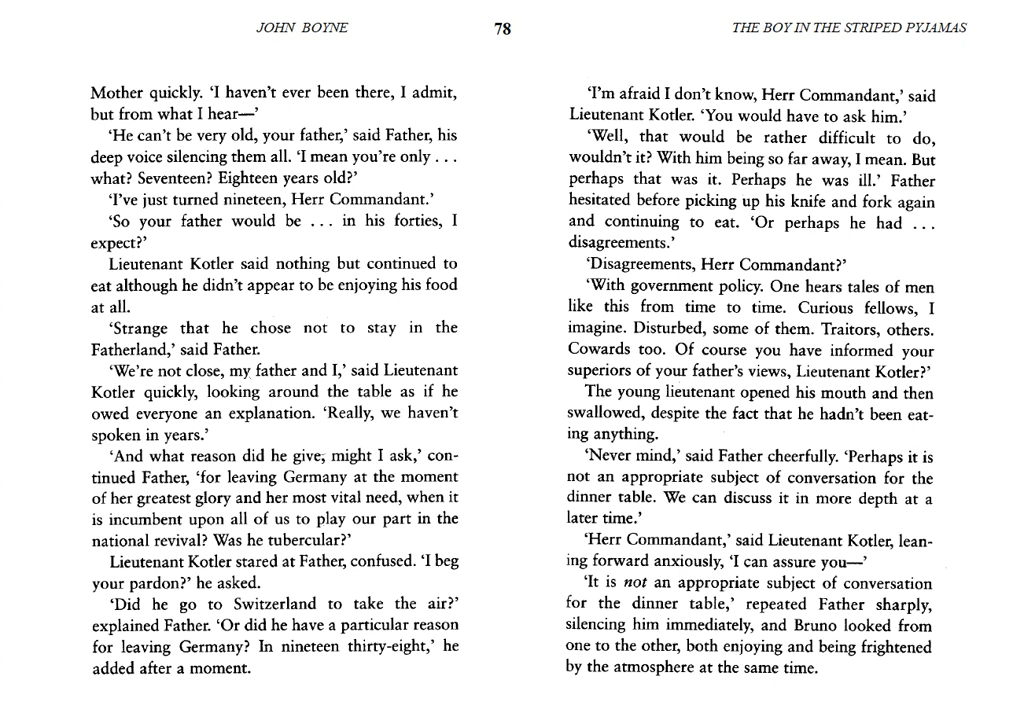 JOHN BOYNE
78
THE BOY IN THE STRIPED PYJAMAS
Mother quickly. ‘I haven’t ever been there, I admit,
but from what I hear—’
‘He can’t be very old, your father,’ said Father, his
deep voice silencing them all. ‘I mean you’re only . . .
what? Seventeen? Eighteen years old?’
‘I’ve just turned nineteen, Herr Commandant.’
‘So your father would be . . . in his forties, I
expect?’
Lieutenant Kotler said nothing but continued to
eat although he didn’t appear to be enjoying his food
at all.
‘Strange that he chose not to stay in the
Fatherland,’ said Father.
‘We’re not close, my father and I,’ said Lieutenant
Kotler quickly, looking around the table as if he
owed everyone an explanation. ‘Really, we haven’t
spoken in years.’
‘And what reason did he give, might I ask,’ con-
tinued Father, ‘for leaving Germany at the moment
of her greatest glory and her most vital need, when it
is incumbent upon all of us to play our part in the
national revival? Was he tubercular?’
Lieutenant Kotler stared at Father, confused. ‘I beg
your pardon?’ he asked.
‘Did he go to Switzerland to take the air?’
explained Father. ‘Or did he have a particular reason
for leaving Germany? In nineteen thirty-eight,’ he
added after a moment.
‘I’m afraid I don’t know, Herr Commandant,’ said
Lieutenant Kotler. ‘You would have to ask him.’
‘Well, that would be rather difficult to do,
wouldn’t it? With him being so far away, I mean. But
perhaps that was it. Perhaps he was ill.’ Father
hesitated before picking up his knife and fork again
and continuing to eat. ‘Or perhaps he had . . .
disagreements.’
‘Disagreements, Herr Commandant?’
‘With government policy. One hears tales of men
like this from time to time. Curious fellows, I
imagine. Disturbed, some of them. Traitors, others.
Cowards too. Of course you have informed your
superiors of your father’s views, Lieutenant Kotler?’
The young lieutenant opened his mouth and then
swallowed, despite the fact that he hadn’t been eat-
ing anything.
‘Never mind,’ said Father cheerfully. ‘Perhaps it is
not an appropriate subject of conversation for the
dinner table. We can discuss it in more depth at a
later time.’
‘Herr Commandant,’ said Lieutenant Kotler, lean-
ing forward anxiously, ‘I can assure you—’
‘It is not an appropriate subject of conversation
for the dinner table,’ repeated Father sharply,
silencing him immediately, and Bruno looked from
one to the other, both enjoying and being frightened
by the atmosphere at the same time.